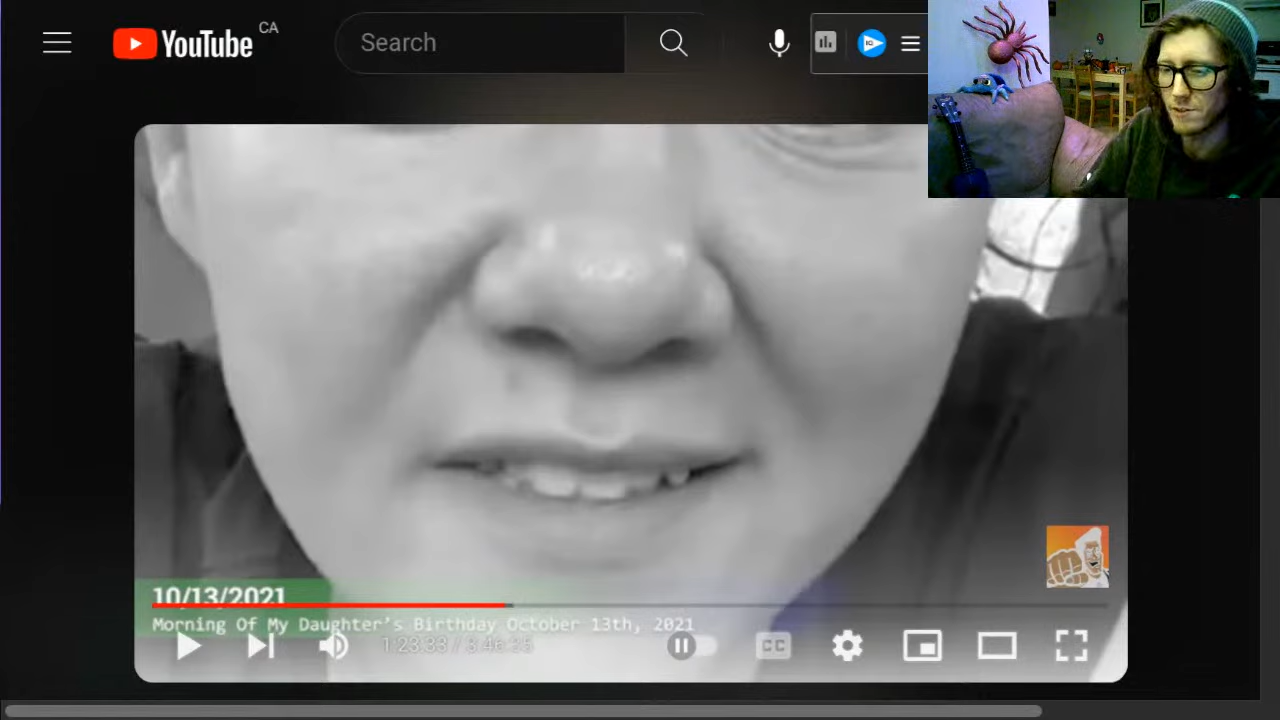 YouTube CA
Search
10/13/2021
Morning Of My Daughter's Birthday October 13th, 2021
1:23:33 / 3:46:35
CC